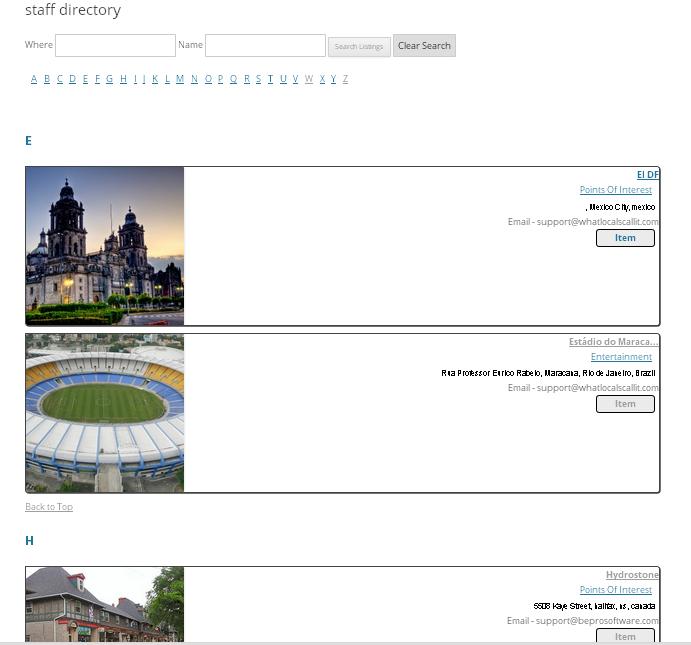 staff directory
Where Name Search Listings Clear Search
A B C D E F G H I J K L M N O P Q R S T U V W X Y Z
E
El DF
Points Of Interest
, Mexico City, mexico
Email - support@whatlocalscallit.com
Item
Estádio do Maraca...
Entertainment
Rua Professor Eurico Rabelo, Maracana, Rio de Janeiro, Brazil
Email - support@whatlocalscallit.com
Item
Back to Top
H
Hydrostone
Points Of Interest
5508 Kaye Street, halifax, ns, canada
Email - support@beprosoftware.com
Item